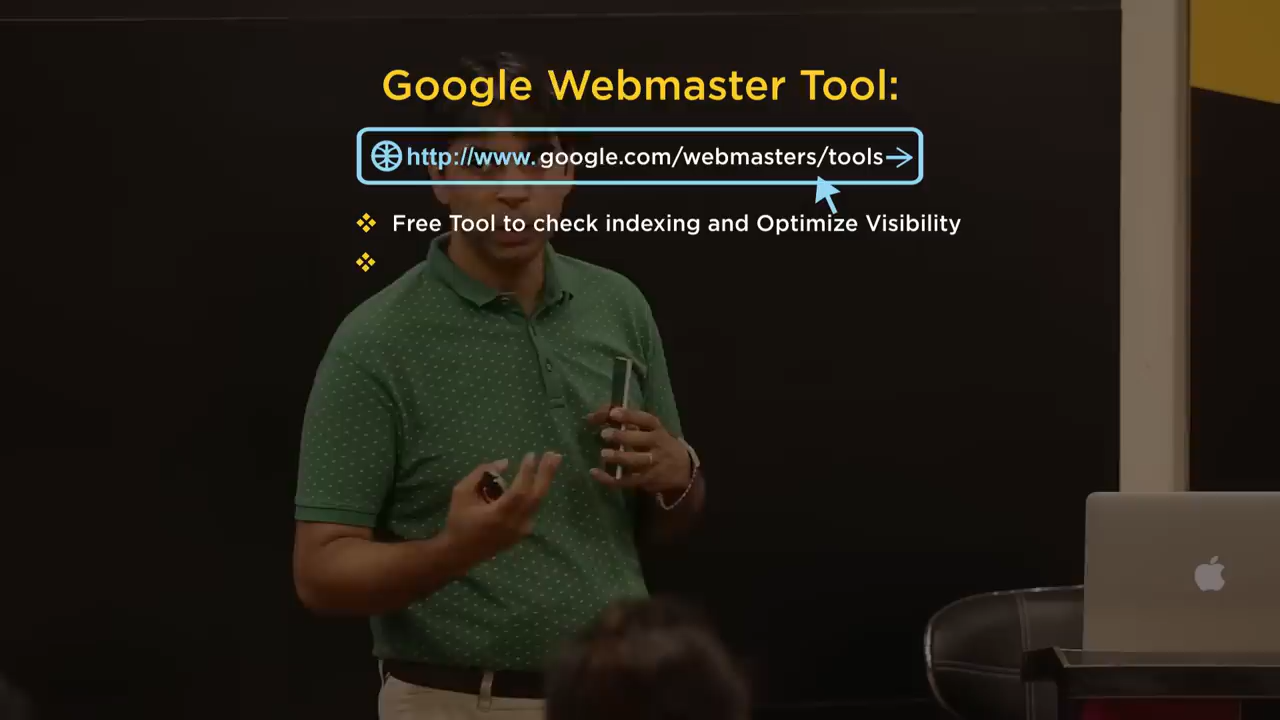 Google Webmaster Tool:
http://www.google.com/webmasters/tools
Free Tool to check indexing and Optimize Visibility